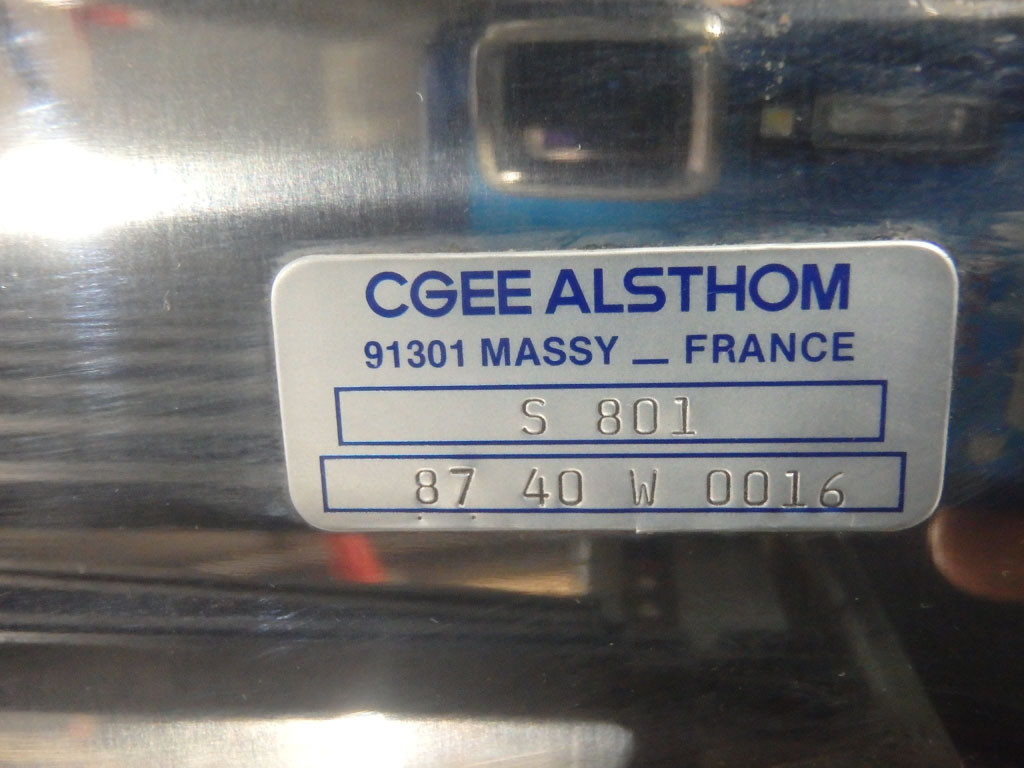 CGEE ALSTHOM
91301 MASSY _ FRANCE
S 801
87 40 W 0016